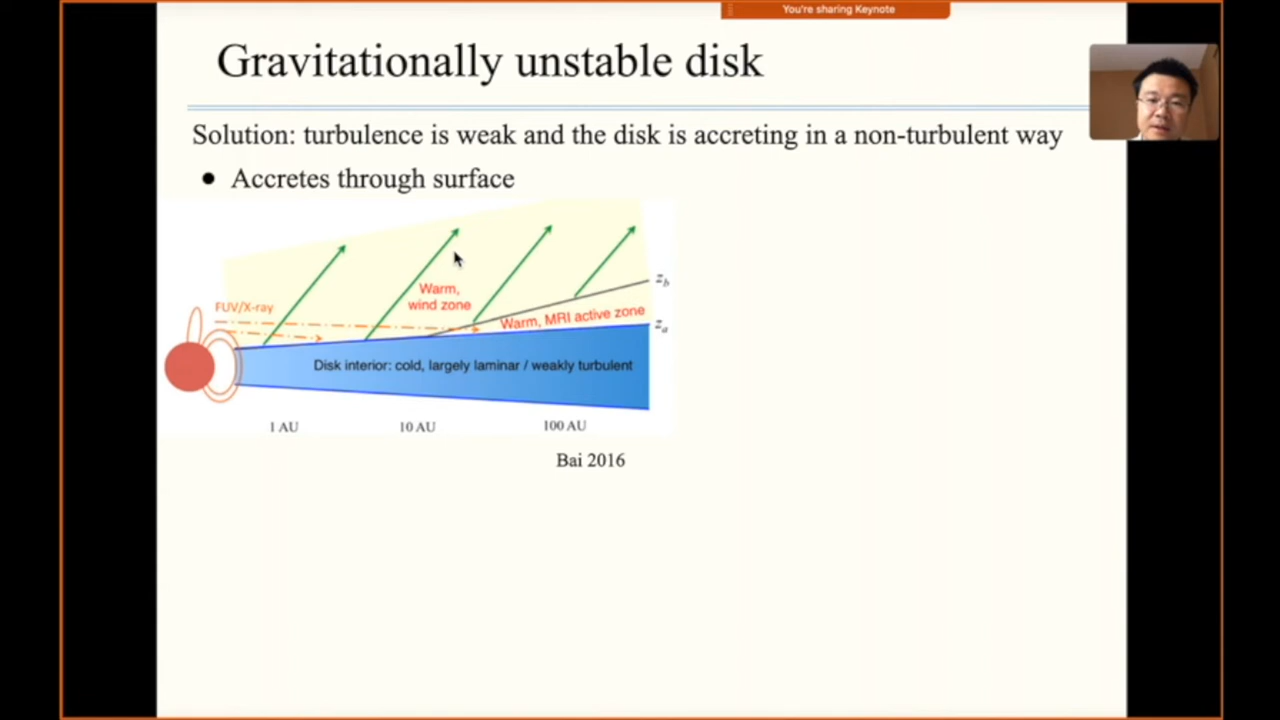 You're sharing Keynote
Gravitationally unstable disk
Solution: turbulence is weak and the disk is accreting in a non-turbulent way
● Accretes through surface
z_b
Warm,
wind zone
FUV/X-ray
Warm, MRI active zone
z_a
Disk interior: cold, largely laminar / weakly turbulent
1 AU
10 AU
100 AU
Bai 2016